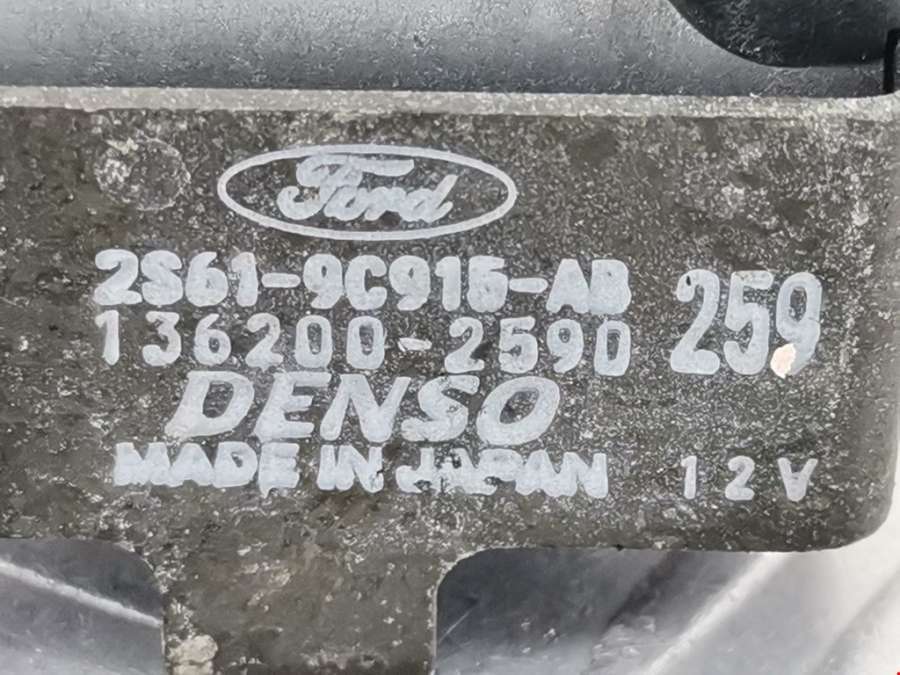 Ford
2S61-9C915-AB
259
136200-2590
DENSO
MADE IN JAPAN
12V